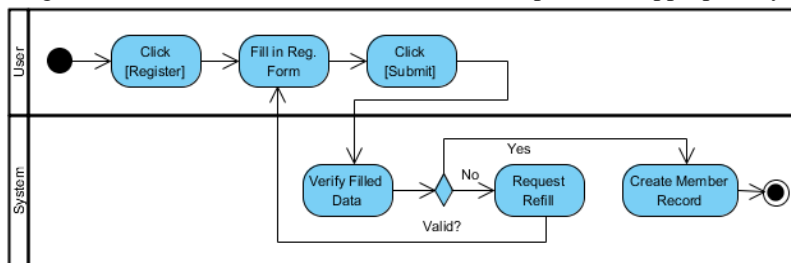 User
Click
[Register]
Fill in Reg.
Form
Click
[Submit]
System
Verify Filled
Data
Valid?
Yes
No
Request
Refill
Create Member
Record